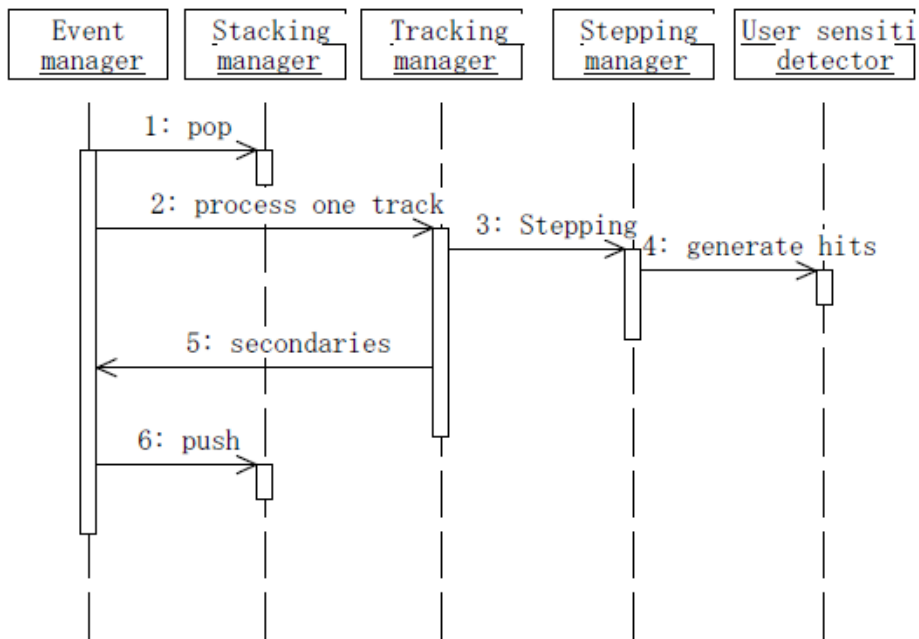 Event
manager
Stacking
manager
Tracking
manager
Stepping
manager
User sensiti
detector
1: pop
2: process one track
3: Stepping
4: generate hits
5: secondaries
6: push